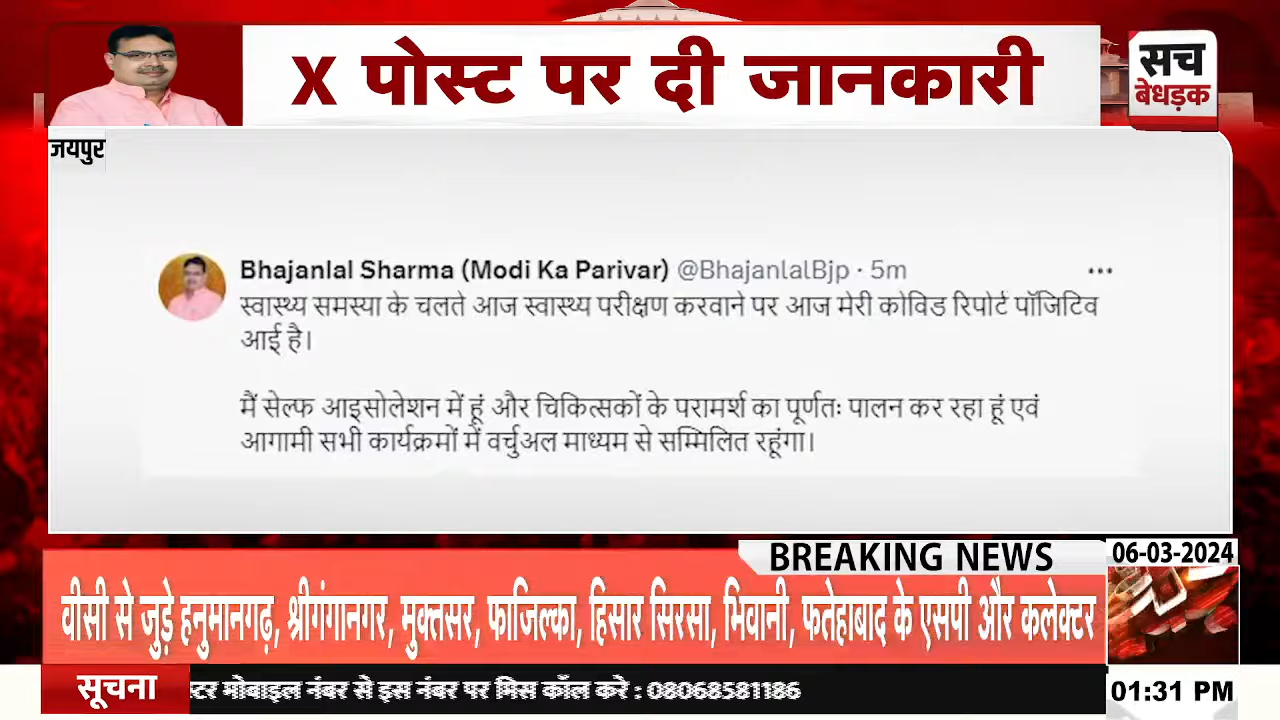 X पोस्ट पर दी जानकारी
सच
बेधड़क
जयपुर
Bhajanlal Sharma (Modi Ka Parivar) @BhajanlalBjp · 5m
स्वास्थ्य समस्या के चलते आज स्वास्थ्य परीक्षण करवाने पर आज मेरी कोविड रिपोर्ट पॉजिटिव
आई है।
मैं सेल्फ आइसोलेशन में हूं और चिकित्सकों के परामर्श का पूर्णतः पालन कर रहा हूं एवं
आगामी सभी कार्यक्रमों में वर्चुअल माध्यम से सम्मिलित रहूंगा।
BREAKING NEWS
06-03-2024
वीसी से जुड़े हनुमानगढ़, श्रीगंगानगर, मुक्तसर, फाजिल्का, हिसार सिरसा, भिवानी, फतेहाबाद के एसपी और कलेक्टर
सूचना
स्टर मोबाइल नंबर से इस नंबर पर मिस कॉल करे : 08068581186
01:31 PM